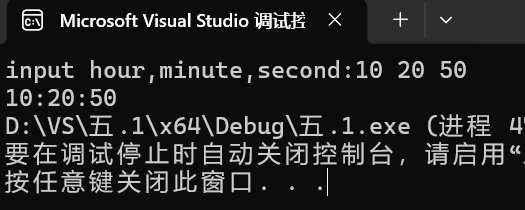 Microsoft Visual Studio 调试控
input hour,minute,second:10 20 50
10:20:50
D:\VS\五.1\x64\Debug\五.1.exe (进程 4
要在调试停止时自动关闭控制台，请启用“
按任意键关闭此窗口. . .